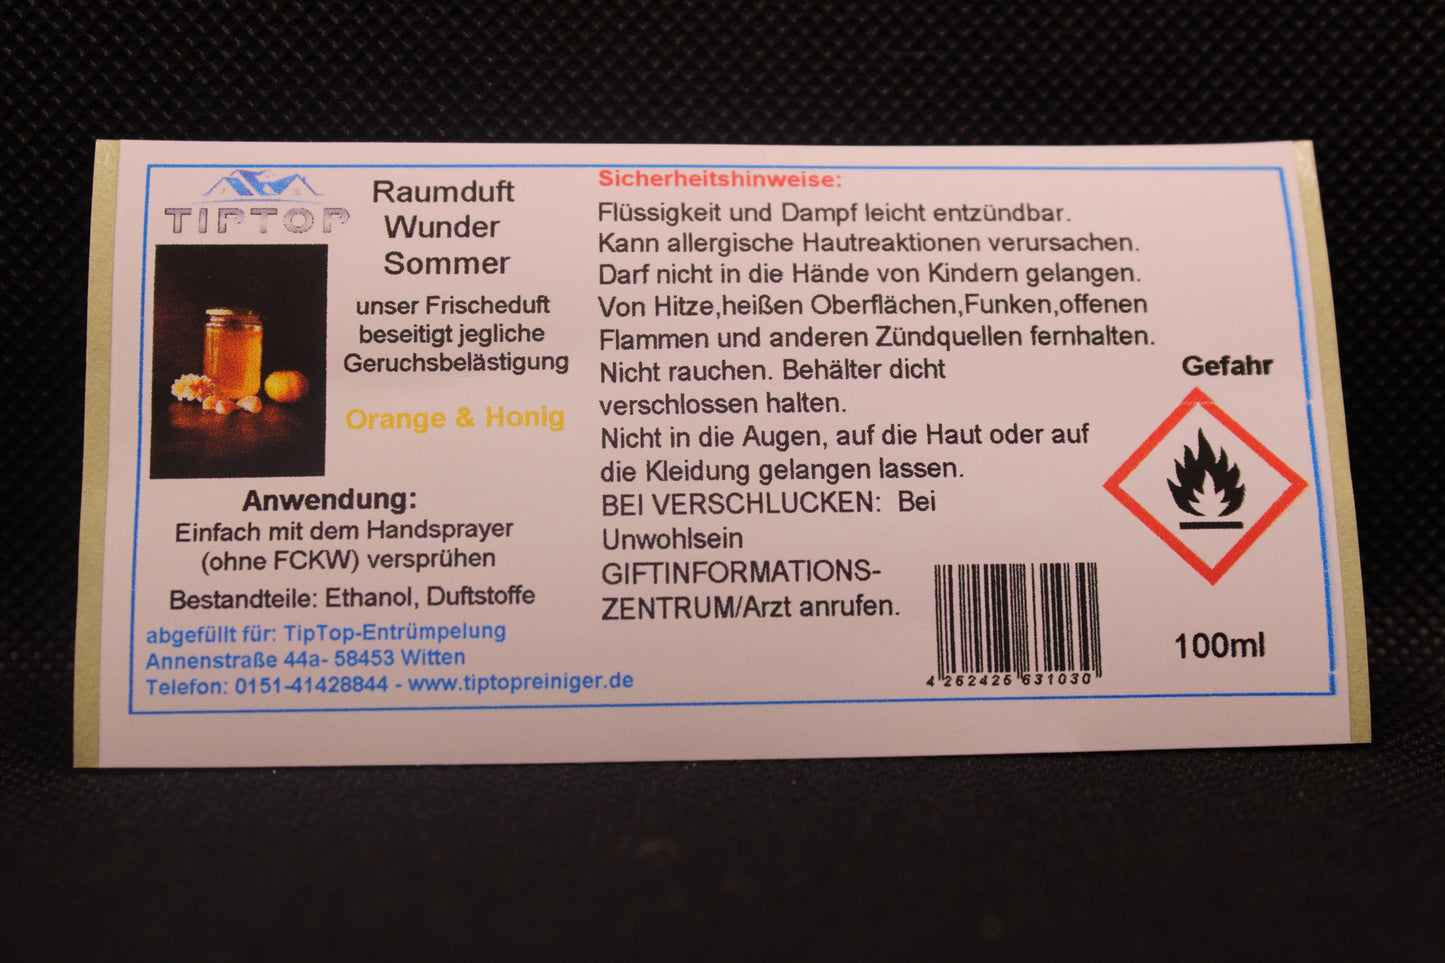 TIPTOP
Raumduft
Wunder
Sommer
unser Frischeduft
beseitigt jegliche
Geruchsbelästigung
Orange & Honig
Anwendung:
Einfach mit dem Handsprayer
(ohne FCKW) versprühen
Bestandteile: Ethanol, Duftstoffe
abgefüllt für: TipTop-Entrümpelung
Annenstraße 44a- 58453 Witten
Telefon: 0151-41428844 - www.tiptopreiniger.de
Sicherheitshinweise:
Flüssigkeit und Dampf leicht entzündbar.
Kann allergische Hautreaktionen verursachen.
Darf nicht in die Hände von Kindern gelangen.
Von Hitze,heißen Oberflächen,Funken,offenen
Flammen und anderen Zündquellen fernhalten.
Nicht rauchen. Behälter dicht
verschlossen halten.
Nicht in die Augen, auf die Haut oder auf
die Kleidung gelangen lassen.
BEI VERSCHLUCKEN: Bei
Unwohlsein
GIFTINFORMATIONS-
ZENTRUM/Arzt anrufen.
4 262425 631030
Gefahr
100ml